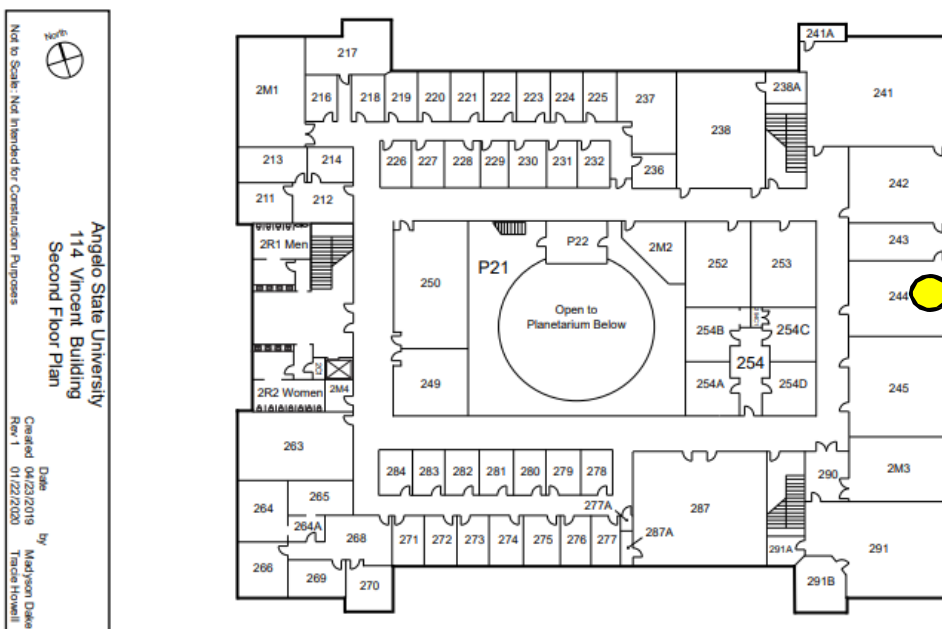 North
Not to Scale: Not Intended for Construction Purposes
Angelo State University
114 Vincent Building
Second Floor Plan
Date by
Created 04/23/2019 Madyson Dake
Rev 1 01/22/2020 Tracie Howell
241A
217
2M1
216
218
219
220
221
222
223
224
225
237
238
238A
241
213
214
226
227
228
229
230
231
232
236
242
211
212
2R1 Men
243
250
P21
P22
2M2
252
253
244
Open to
Planetarium Below
254B
254C
254
249
254A
254D
245
2M4
2R2 Women
263
284
283
282
281
280
279
278
290
2M3
264
265
264A
277A
287
268
271
272
273
274
275
276
277
287A
291A
291
266
269
270
291B